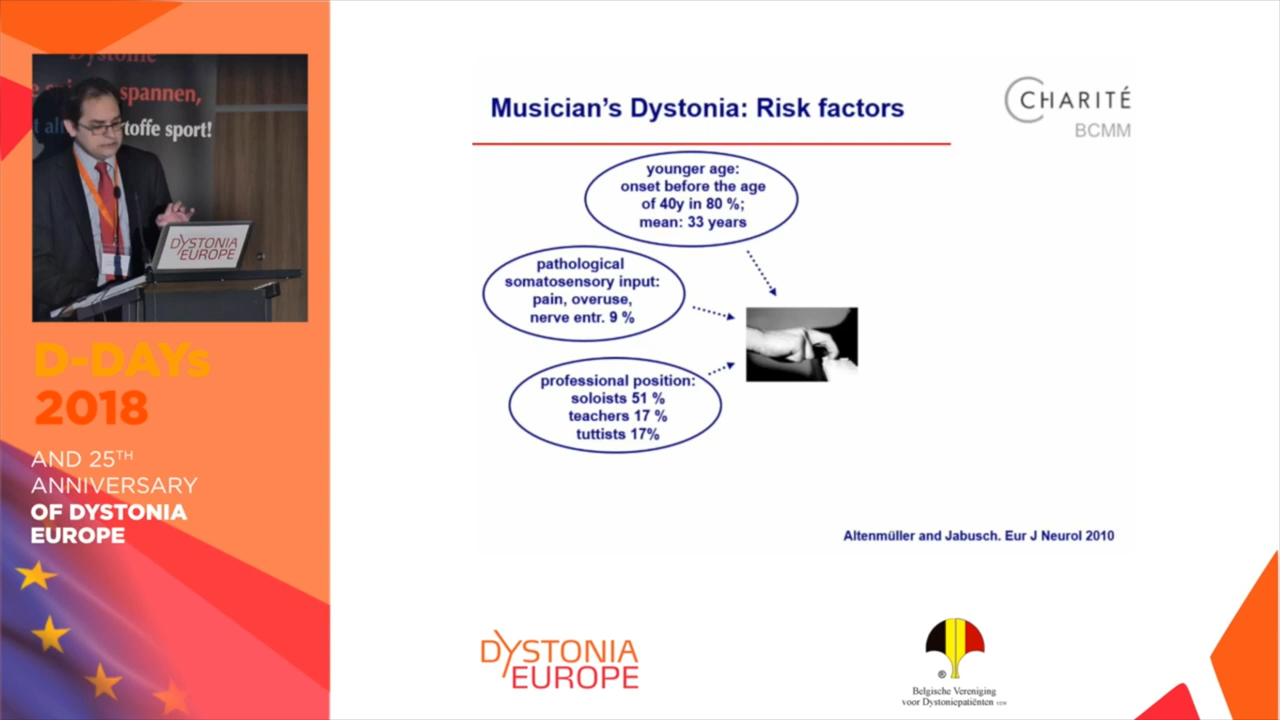 Dystonie
spannen,
toffe sport!
DYSTONIA
EUROPE
D-DAYs
2018
AND 25TH
ANNIVERSARY
OF DYSTONIA
EUROPE
Musician's Dystonia: Risk factors
CHARITÉ
BCMM
younger age:
onset before the age
of 40y in 80 %;
mean: 33 years
pathological
somatosensory input:
pain, overuse,
nerve entr. 9 %
professional position:
soloists 51 %
teachers 17 %
tuttists 17%
Altenmüller and Jabusch. Eur J Neurol 2010
DYSTONIA
EUROPE
®
Belgische Vereniging
voor Dystoniepatiënten vzw